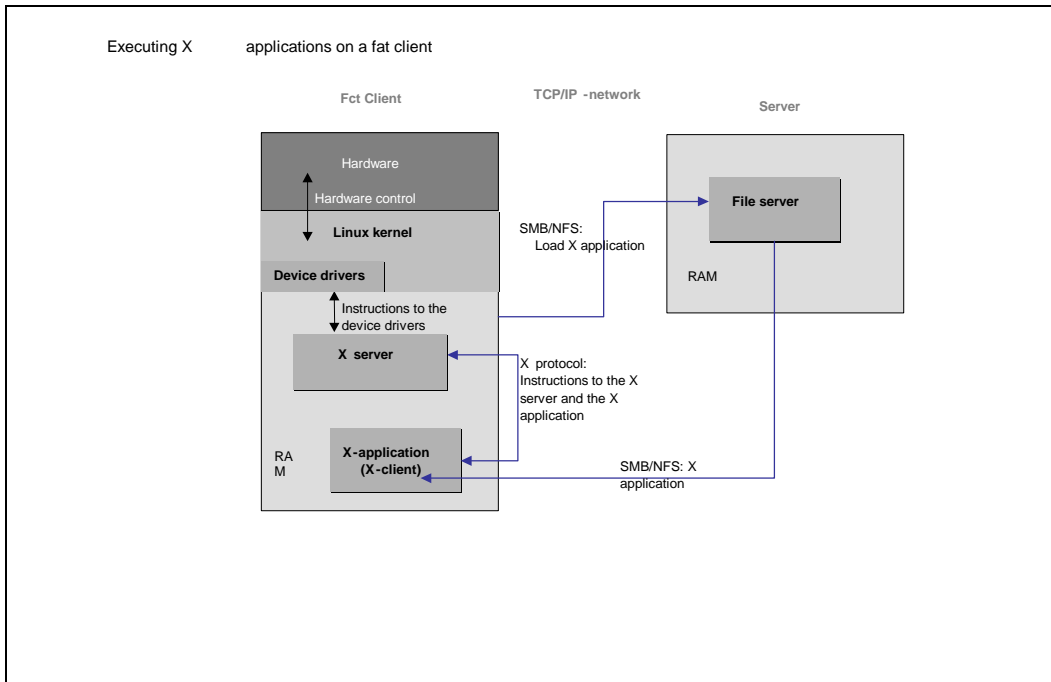 Executing X applications on a fat client
Fct Client
TCP/IP -network
Server
Hardware
Hardware control
Linux kernel
Device drivers
Instructions to the
device drivers
X server
RA
M
X-application
(X-client)
SMB/NFS:
Load X application
X protocol:
Instructions to the X
server and the X
application
SMB/NFS: X
application
File server
RAM